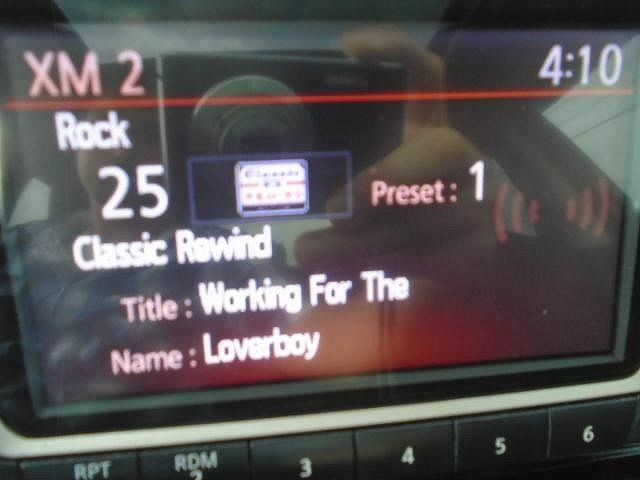 XM 2 4:10
Rock
25 Preset : 1
Classic Rewind
Title : Working For The
Name : Loverboy
RPT RDM 3 4 5 6
2